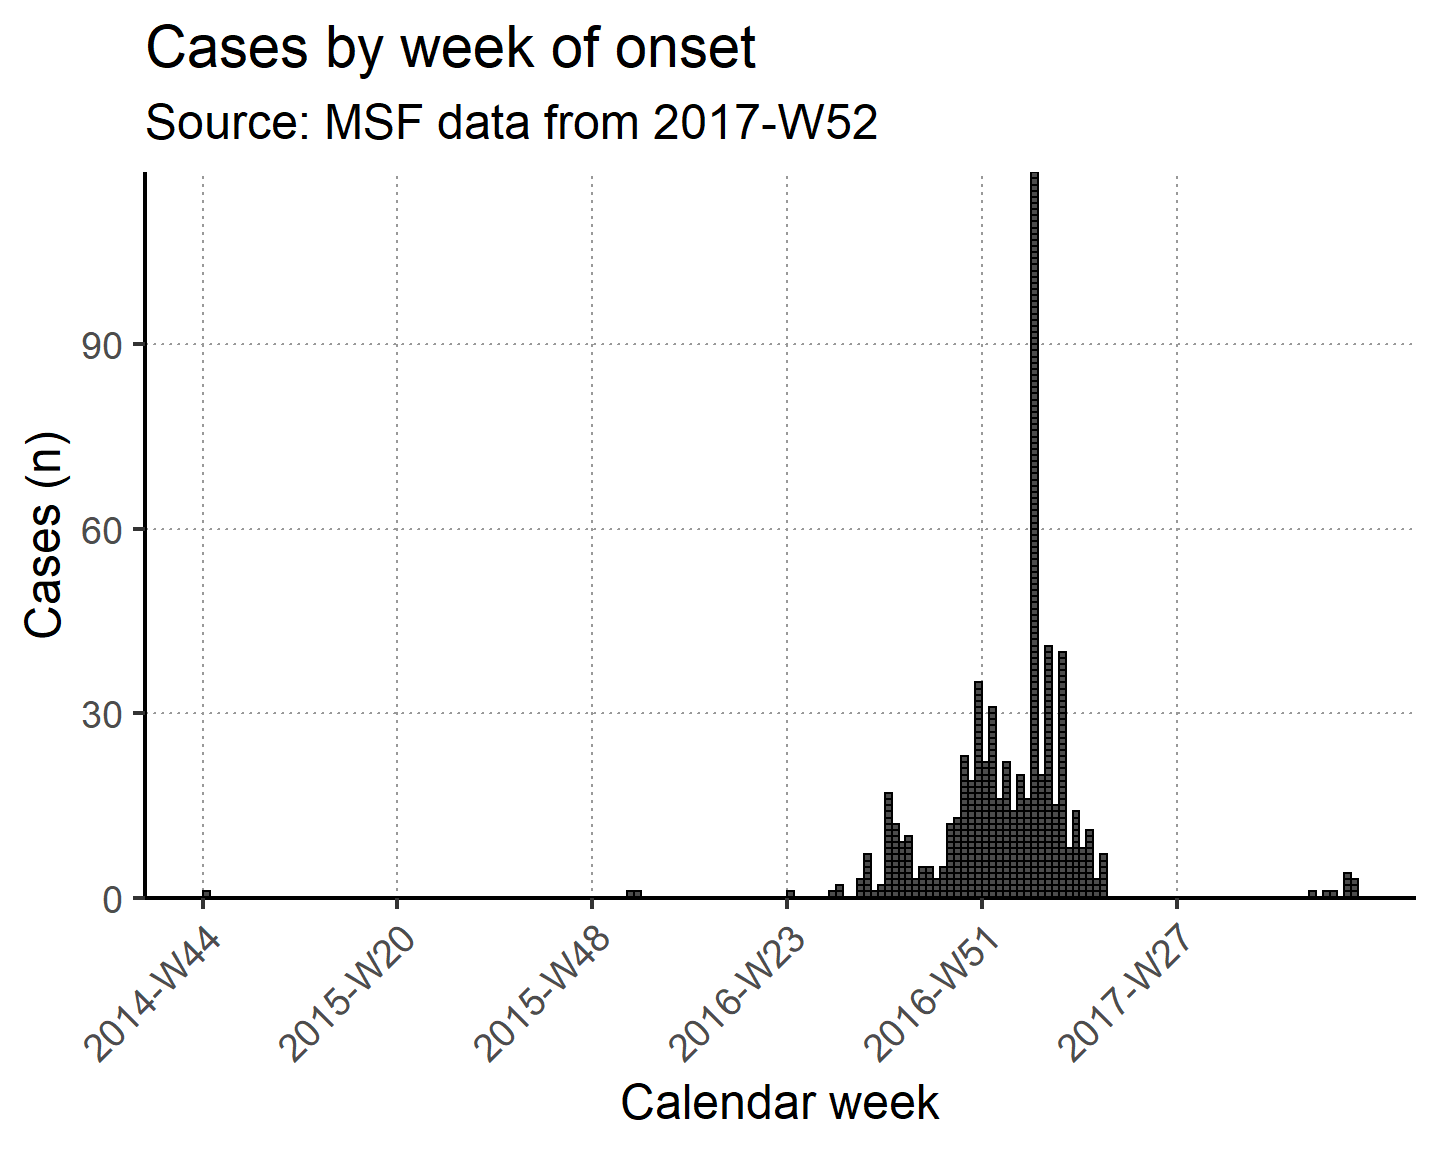 Cases by week of onset
Source: MSF data from 2017-W52
90
60
30
0
Cases (n)
2014-W44
2015-W20
2015-W48
2016-W23
2016-W51
2017-W27
Calendar week